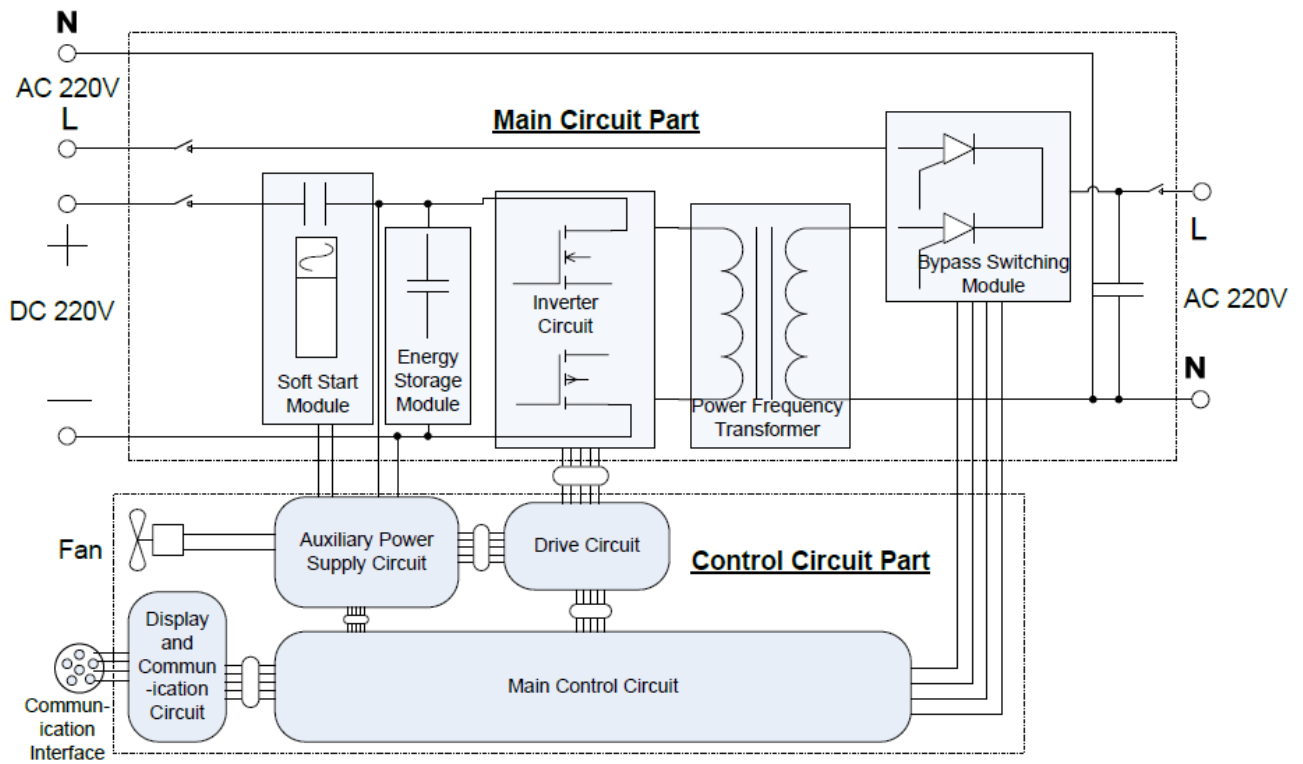 N
AC 220V
L
Main Circuit Part
DC 220V
Soft Start
Module
Energy
Storage
Module
Inverter
Circuit
Power Frequency
Transformer
Bypass Switching
Module
L
AC 220V
N
Fan
Auxiliary Power
Supply Circuit
Drive Circuit
Control Circuit Part
Display
and
Commun
-ication
Circuit
Main Control Circuit
Commun-
ication
Interface